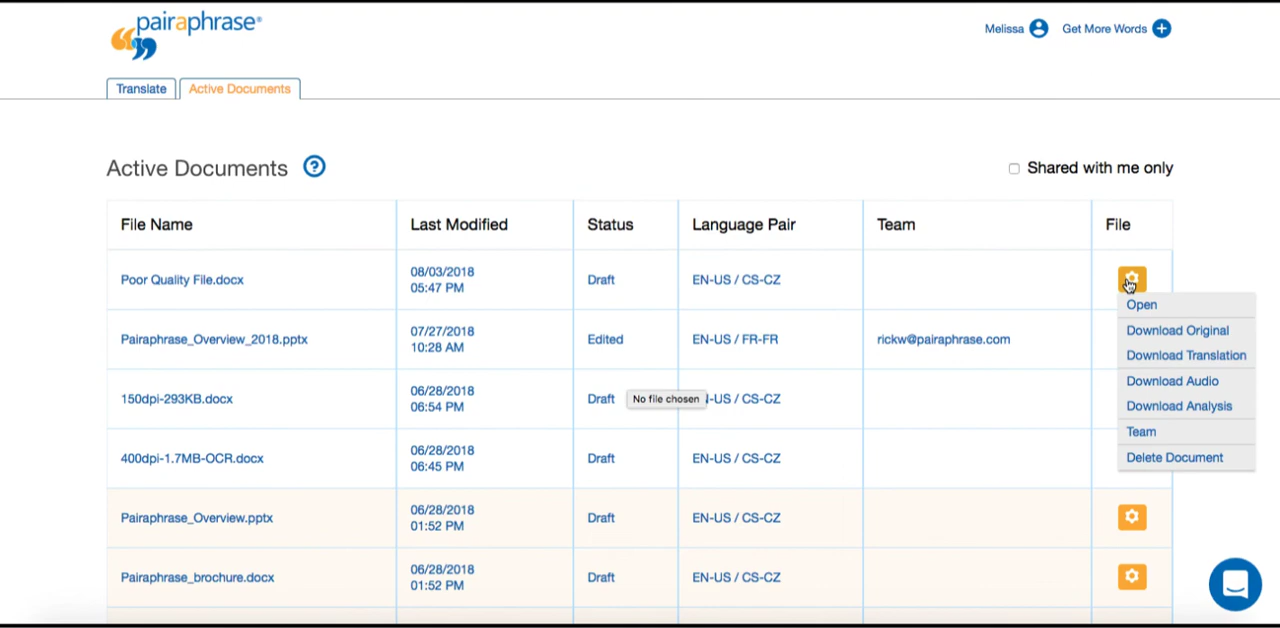 pairaphrase®
Melissa
Get More Words
Translate
Active Documents
Active Documents
Shared with me only
File Name
Last Modified
Status
Language Pair
Team
File
Poor Quality File.docx
08/03/2018
05:47 PM
Draft
EN-US / CS-CZ
Pairaphrase_Overview_2018.pptx
07/27/2018
10:28 AM
Edited
EN-US / FR-FR
rickw@pairaphrase.com
150dpi-293KB.docx
06/28/2018
06:54 PM
Draft
No file chosen
-US / CS-CZ
400dpi-1.7MB-OCR.docx
06/28/2018
06:45 PM
Draft
EN-US / CS-CZ
Pairaphrase_Overview.pptx
06/28/2018
01:52 PM
Draft
EN-US / CS-CZ
Pairaphrase_brochure.docx
06/28/2018
01:52 PM
Draft
EN-US / CS-CZ
Open
Download Original
Download Translation
Download Audio
Download Analysis
Team
Delete Document